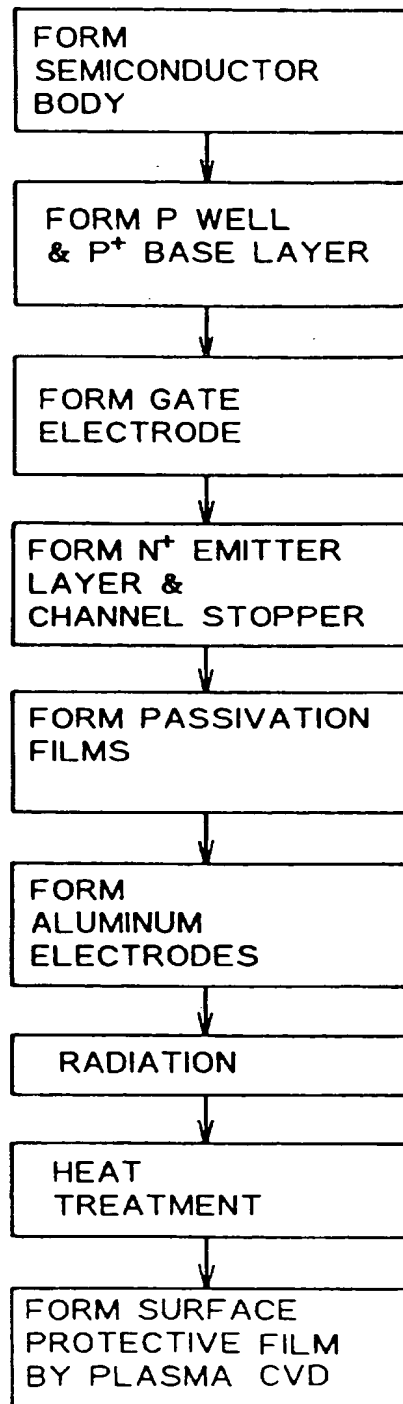 FORM
SEMICONDUCTOR
BODY
FORM P WELL
& P+ BASE LAYER
FORM GATE
ELECTRODE
FORM N+ EMITTER
LAYER &
CHANNEL STOPPER
FORM PASSIVATION
FILMS
FORM
ALUMINUM
ELECTRODES
RADIATION
HEAT
TREATMENT
FORM SURFACE
PROTECTIVE FILM
BY PLASMA CVD